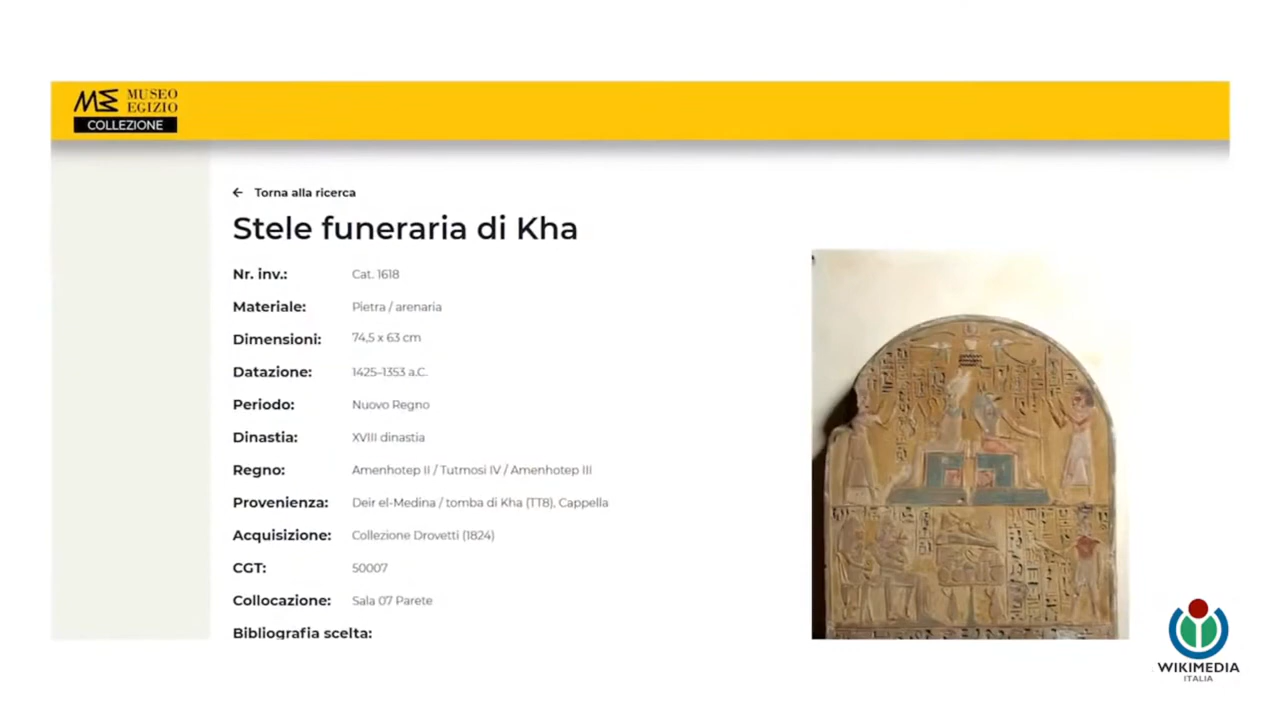 MUSEO
EGIZIO
COLLEZIONE
← Torna alla ricerca
Stele funeraria di Kha
Nr. inv.: Cat. 1618
Materiale: Pietra / arenaria
Dimensioni: 74,5 x 63 cm
Datazione: 1425–1353 a.C.
Periodo: Nuovo Regno
Dinastia: XVIII dinastia
Regno: Amenhotep II / Tutmosi IV / Amenhotep III
Provenienza: Deir el-Medina / tomba di Kha (TT8), Cappella
Acquisizione: Collezione Drovetti (1824)
CGT: 50007
Collocazione: Sala 07 Parete
Bibliografia scelta:
WIKIMEDIA
ITALIA